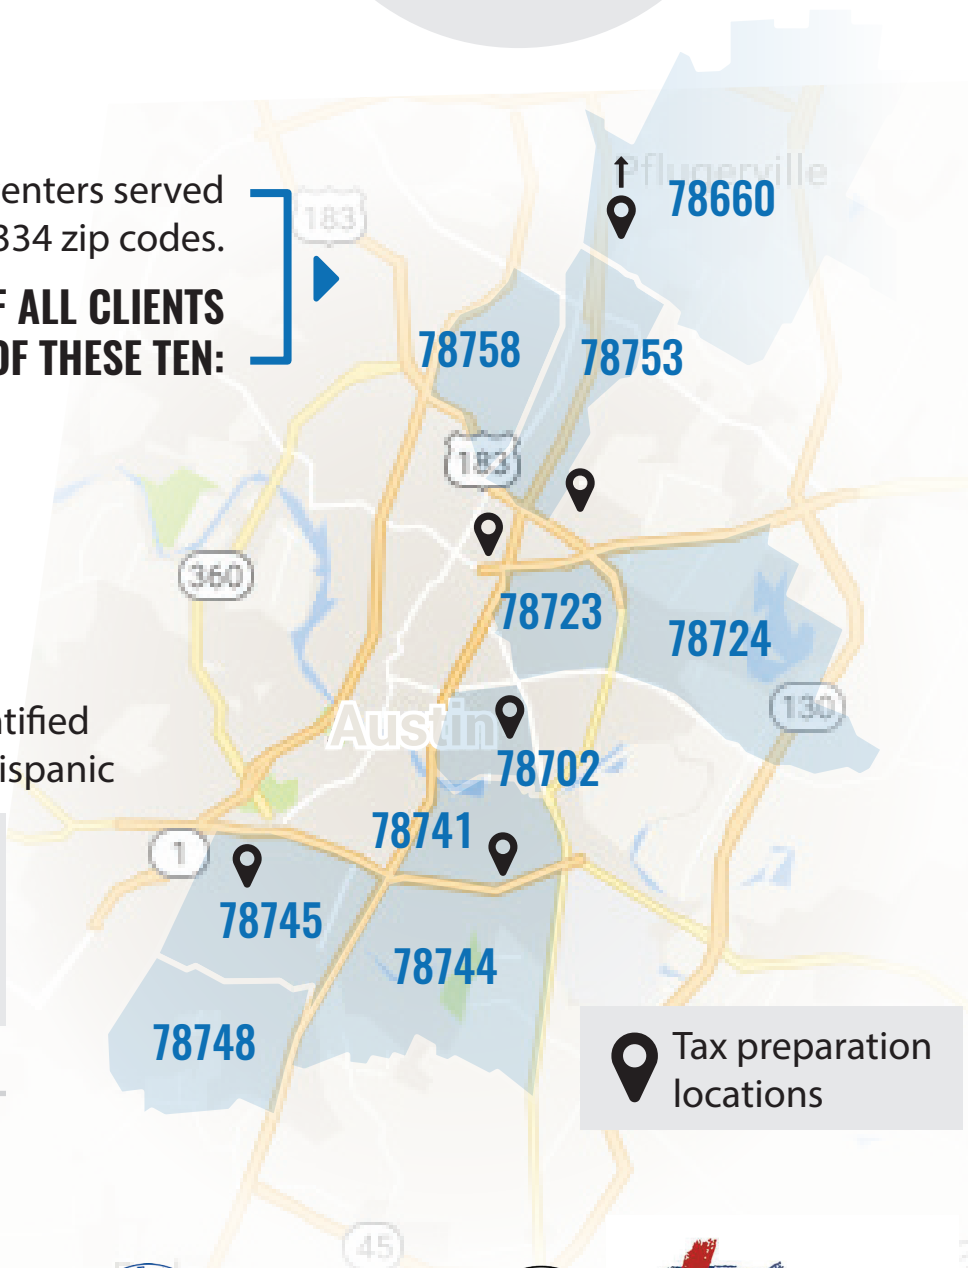 enters served
334 zip codes.
F ALL CLIENTS
OF THESE TEN:
Pflugerville
78660
183
78758
78753
183
360
78723
78724
130
Austin
78702
ntified
ispanic
78741
1
78745
78744
78748
Tax preparation
locations
45